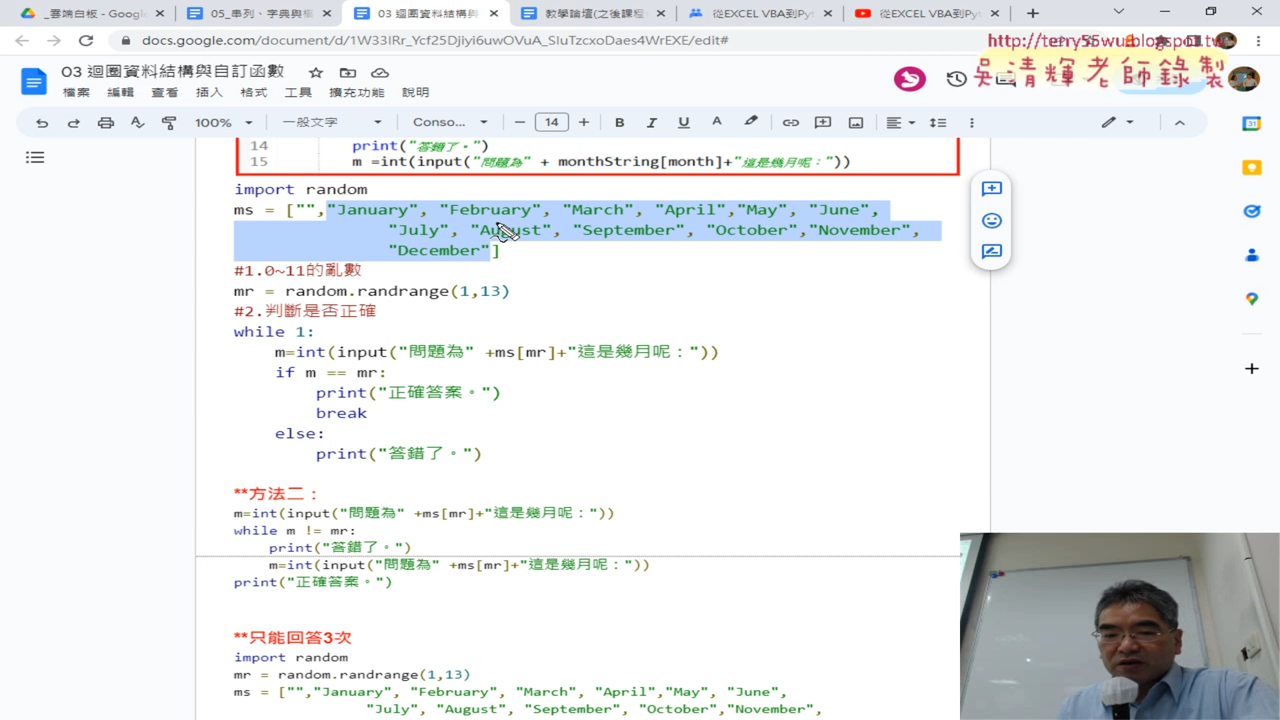 _雲端白板 - Google
05_串列、字典與樞
03 迴圈資料結構與
教學論壇(之後課程
從EXCEL VBA到Pyt
從EXCEL VBA到Pyt
docs.google.com/document/d/1W33IRr_Ycf25Djiyi6uwOVuA_SIuTzcxoDaes4WrEXE/edit#
http://terry55wu.blogspot.tw
吳清輝老師錄製
03 迴圈資料結構與自訂函數
檔案 編輯 查看 插入 格式 工具 擴充功能 說明
100% 一般文字 Conso... 14
14 print("答錯了。")
15 m =int(input("問題為" + monthString[month]+"這是幾月呢："))
import random
ms = ["","January", "February", "March", "April","May", "June",
"July", "August", "September", "October","November",
"December"]
#1.0~11的亂數
mr = random.randrange(1,13)
#2.判斷是否正確
while 1:
m=int(input("問題為" +ms[mr]+"這是幾月呢："))
if m == mr:
print("正確答案。")
break
else:
print("答錯了。")
**方法二：
m=int(input("問題為" +ms[mr]+"這是幾月呢："))
while m != mr:
print("答錯了。")
m=int(input("問題為" +ms[mr]+"這是幾月呢："))
print("正確答案。")
**只能回答3次
import random
mr = random.randrange(1,13)
ms = ["","January", "February", "March", "April","May", "June",
"July", "August", "September", "October","November",